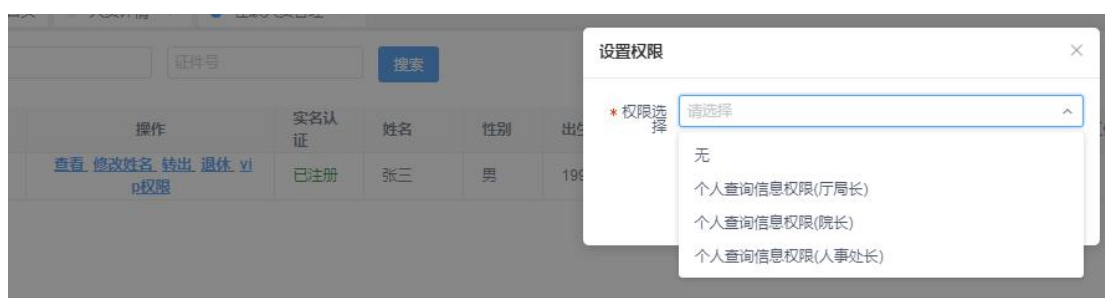 设置权限
证件号
搜索
* 权限选择
请选择
操作
实名认证
姓名
性别
无
查看 修改姓名 转出 退休 vip权限
已注册
张三
男
199
个人查询信息权限(厅局长)
个人查询信息权限(院长)
个人查询信息权限(人事处长)